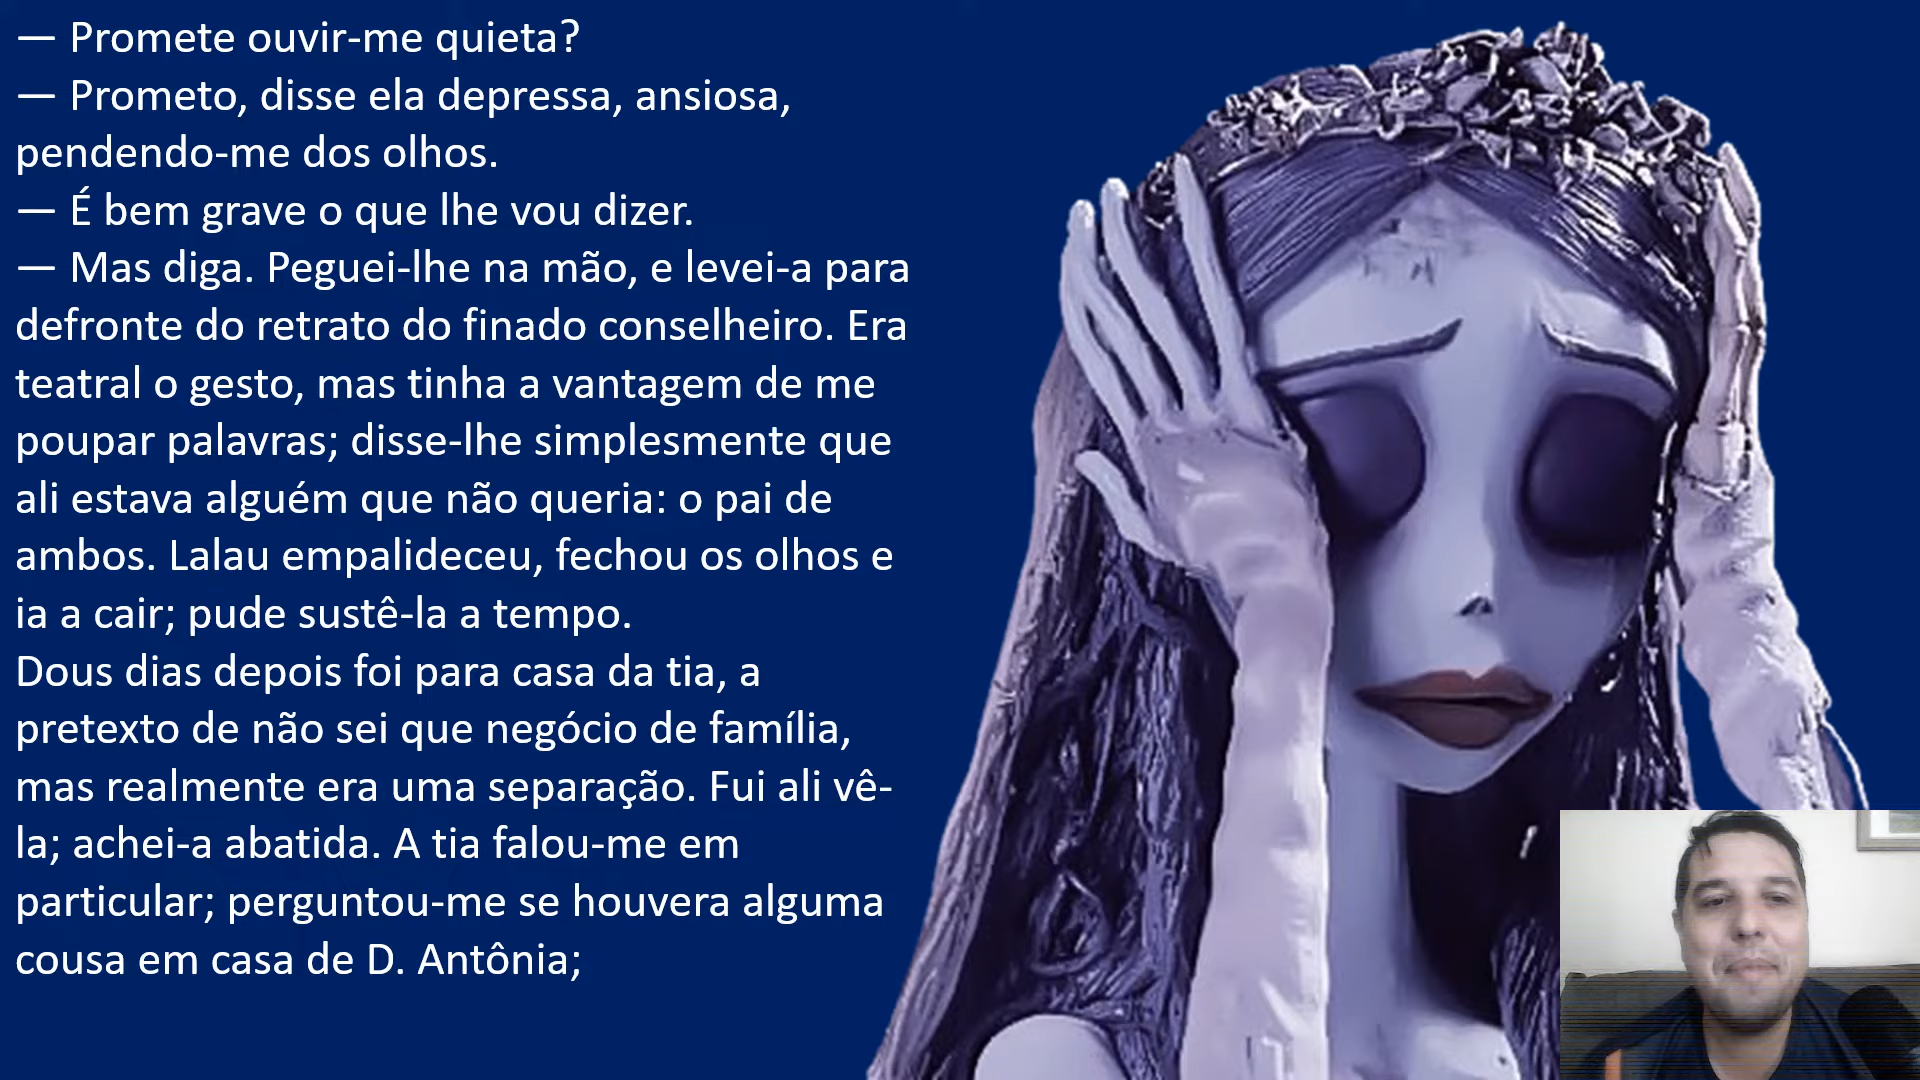 — Promete ouvir-me quieta?
— Prometo, disse ela depressa, ansiosa,
pendendo-me dos olhos.
— É bem grave o que lhe vou dizer.
— Mas diga. Peguei-lhe na mão, e levei-a para
defronte do retrato do finado conselheiro. Era
teatral o gesto, mas tinha a vantagem de me
poupar palavras; disse-lhe simplesmente que
ali estava alguém que não queria: o pai de
ambos. Lalau empalideceu, fechou os olhos e
ia a cair; pude sustê-la a tempo.
Dous dias depois foi para casa da tia, a
pretexto de não sei que negócio de família,
mas realmente era uma separação. Fui ali vê-
la; achei-a abatida. A tia falou-me em
particular; perguntou-me se houvera alguma
cousa em casa de D. Antônia;